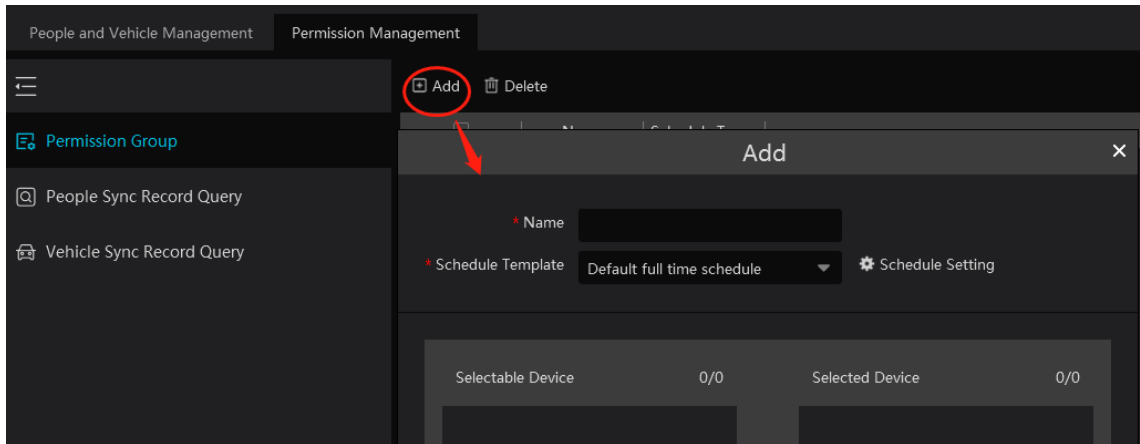 People and Vehicle Management Permission Management
Add Delete
Permission Group
Add
People Sync Record Query
* Name
Vehicle Sync Record Query
* Schedule Template Default full time schedule Schedule Setting
Selectable Device 0/0 Selected Device 0/0